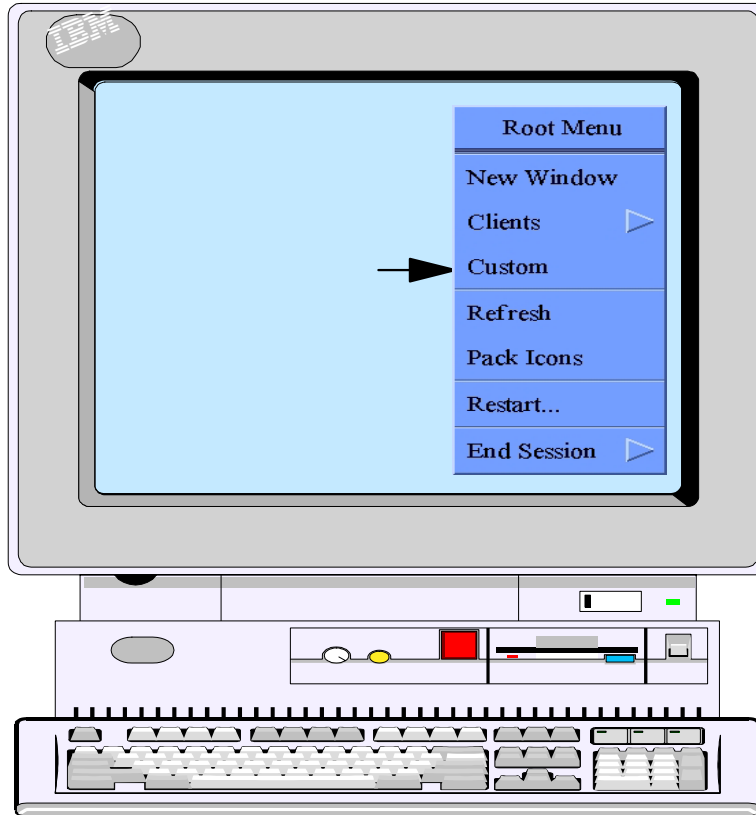 IBM
Root Menu
New Window
Clients
Custom
Refresh
Pack Icons
Restart...
End Session